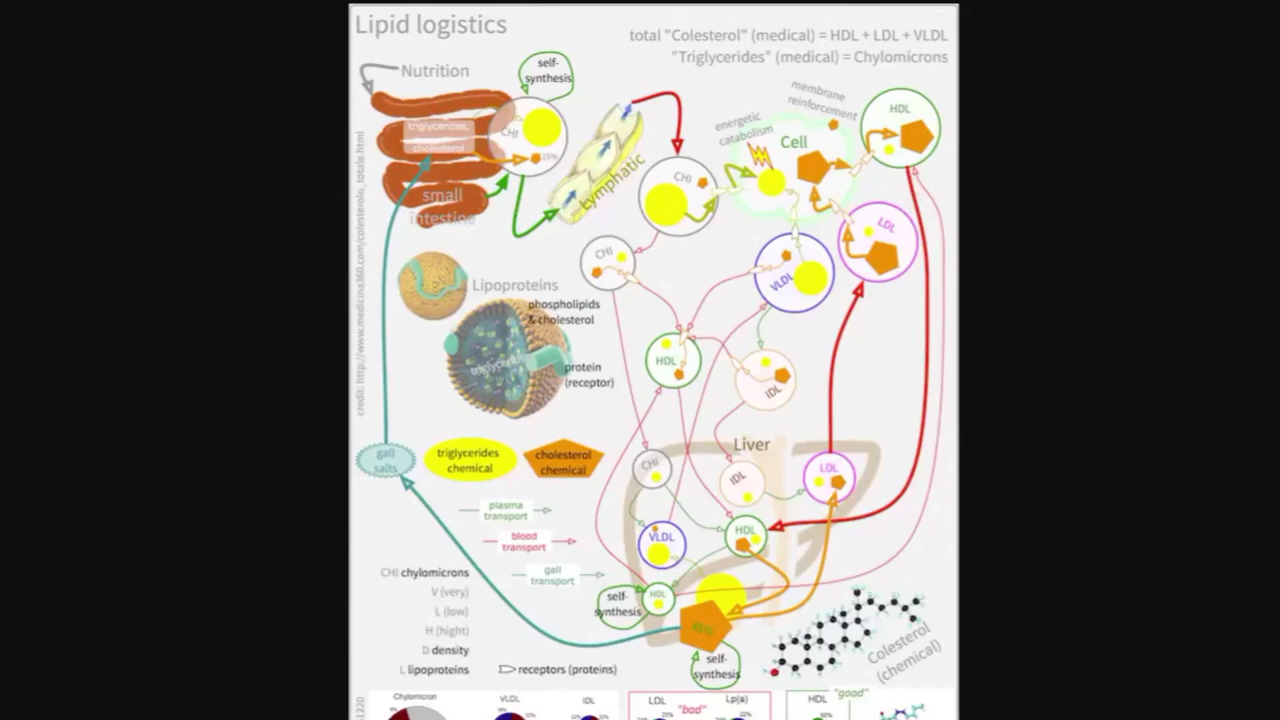 Lipid logistics
total "Colesterol" (medical) = HDL + LDL + VLDL
"Triglycerides" (medical) = Chylomicrons
Nutrition
self-
synthesis
triglycerides,
cholesterol
CHI
15%
small
intestine
Lymphatic
CHI
energetic
catabolism
membrane
reinforcement
Cell
HDL
LDL
CHI
VLDL
credit: http://www.medicina360.com/colesterolo_totale.html
Lipoproteins
phospholipids
& cholesterol
triglycerides
protein
(receptor)
HDL
IDL
gall
salts
triglycerides
chemical
cholesterol
chemical
Liver
CHI
IDL
LDL
plasma
transport
blood
transport
gall
transport
VLDL
HDL
CHI chylomicrons
V (very)
L (low)
H (hight)
D density
L lipoproteins
receptors (proteins)
self-
synthesis
HDL
self-
synthesis
Colesterol
(chemical)
Chylomicron
VLDL
IDL
LDL
"bad"
Lp(a)
HDL
"good"
22%
22%